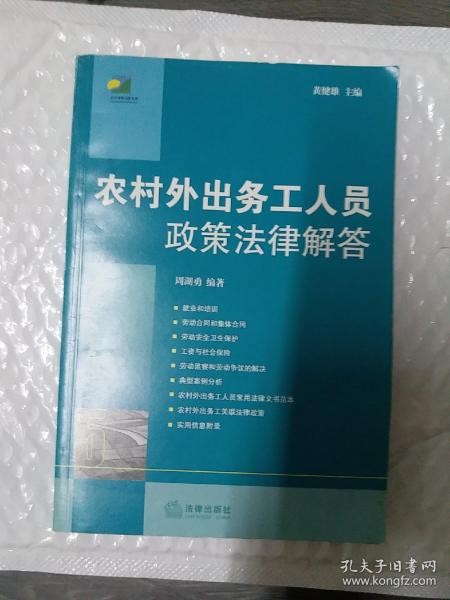 黄健雄 主编
农村外出务工人员
政策法律解答
周湖勇 编著
就业和培训
劳动合同和集体合同
劳动安全卫生保护
工资与社会保险
劳动监察和劳动争议的解决
典型案例分析
农村外出务工人员常用法律文书范本
农村外出务工关联法律政策
实用信息附录
法律出版社
孔夫子旧书网
www.kongfz.com